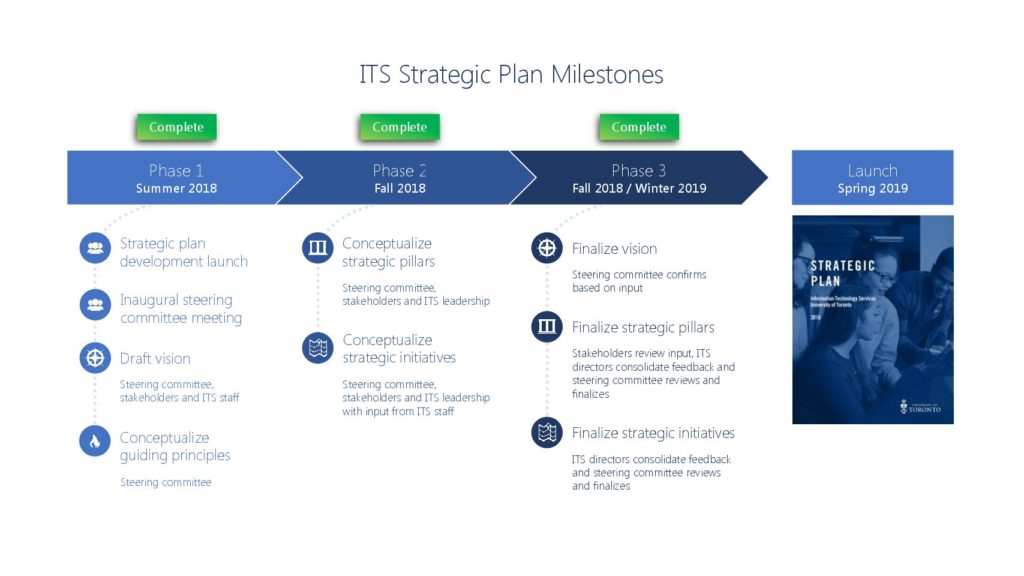 ITS Strategic Plan Milestones
Complete
Complete
Complete
Phase 1
Summer 2018
Phase 2
Fall 2018
Phase 3
Fall 2018 / Winter 2019
Launch
Spring 2019
Strategic plan
development launch
Inaugural steering
committee meeting
Draft vision
Steering committee,
stakeholders and ITS staff
Conceptualize
guiding principles
Steering committee
Conceptualize
strategic pillars
Steering committee,
stakeholders and ITS leadership
Conceptualize
strategic initiatives
Steering committee,
stakeholders and ITS leadership
with input from ITS staff
Finalize vision
Steering committee confirms
based on input
Finalize strategic pillars
Stakeholders review input, ITS
directors consolidate feedback and
steering committee reviews and
finalizes
Finalize strategic initiatives
ITS directors consolidate feedback
and steering committee reviews
and finalizes
STRATEGIC
PLAN
Information Technology Services
University of Toronto
2018
UNIVERSITY OF
TORONTO